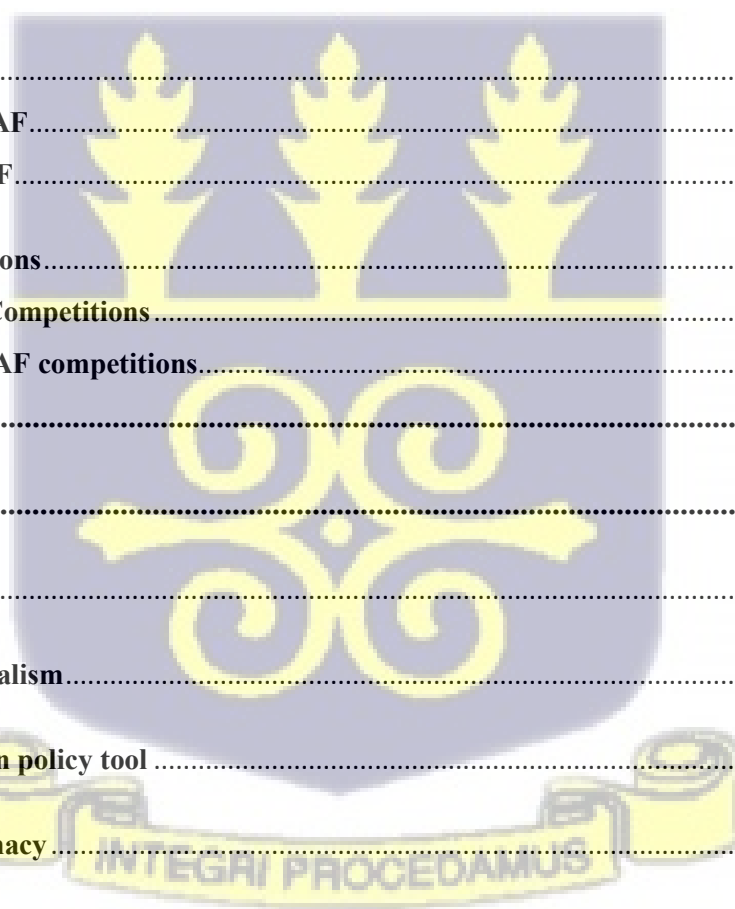 AF
F
ons
Competitions
AF competitions
alism
n policy tool
nacy
INTEGRI PROCEDAMUS